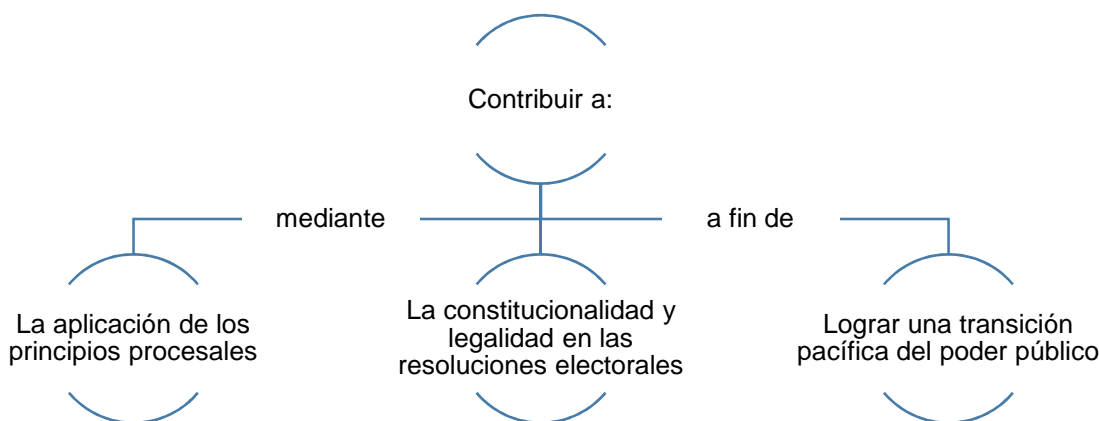 Contribuir a:
mediante
a fin de
La aplicación de los
principios procesales
La constitucionalidad y
legalidad en las
resoluciones electorales
Lograr una transición
pacífica del poder público